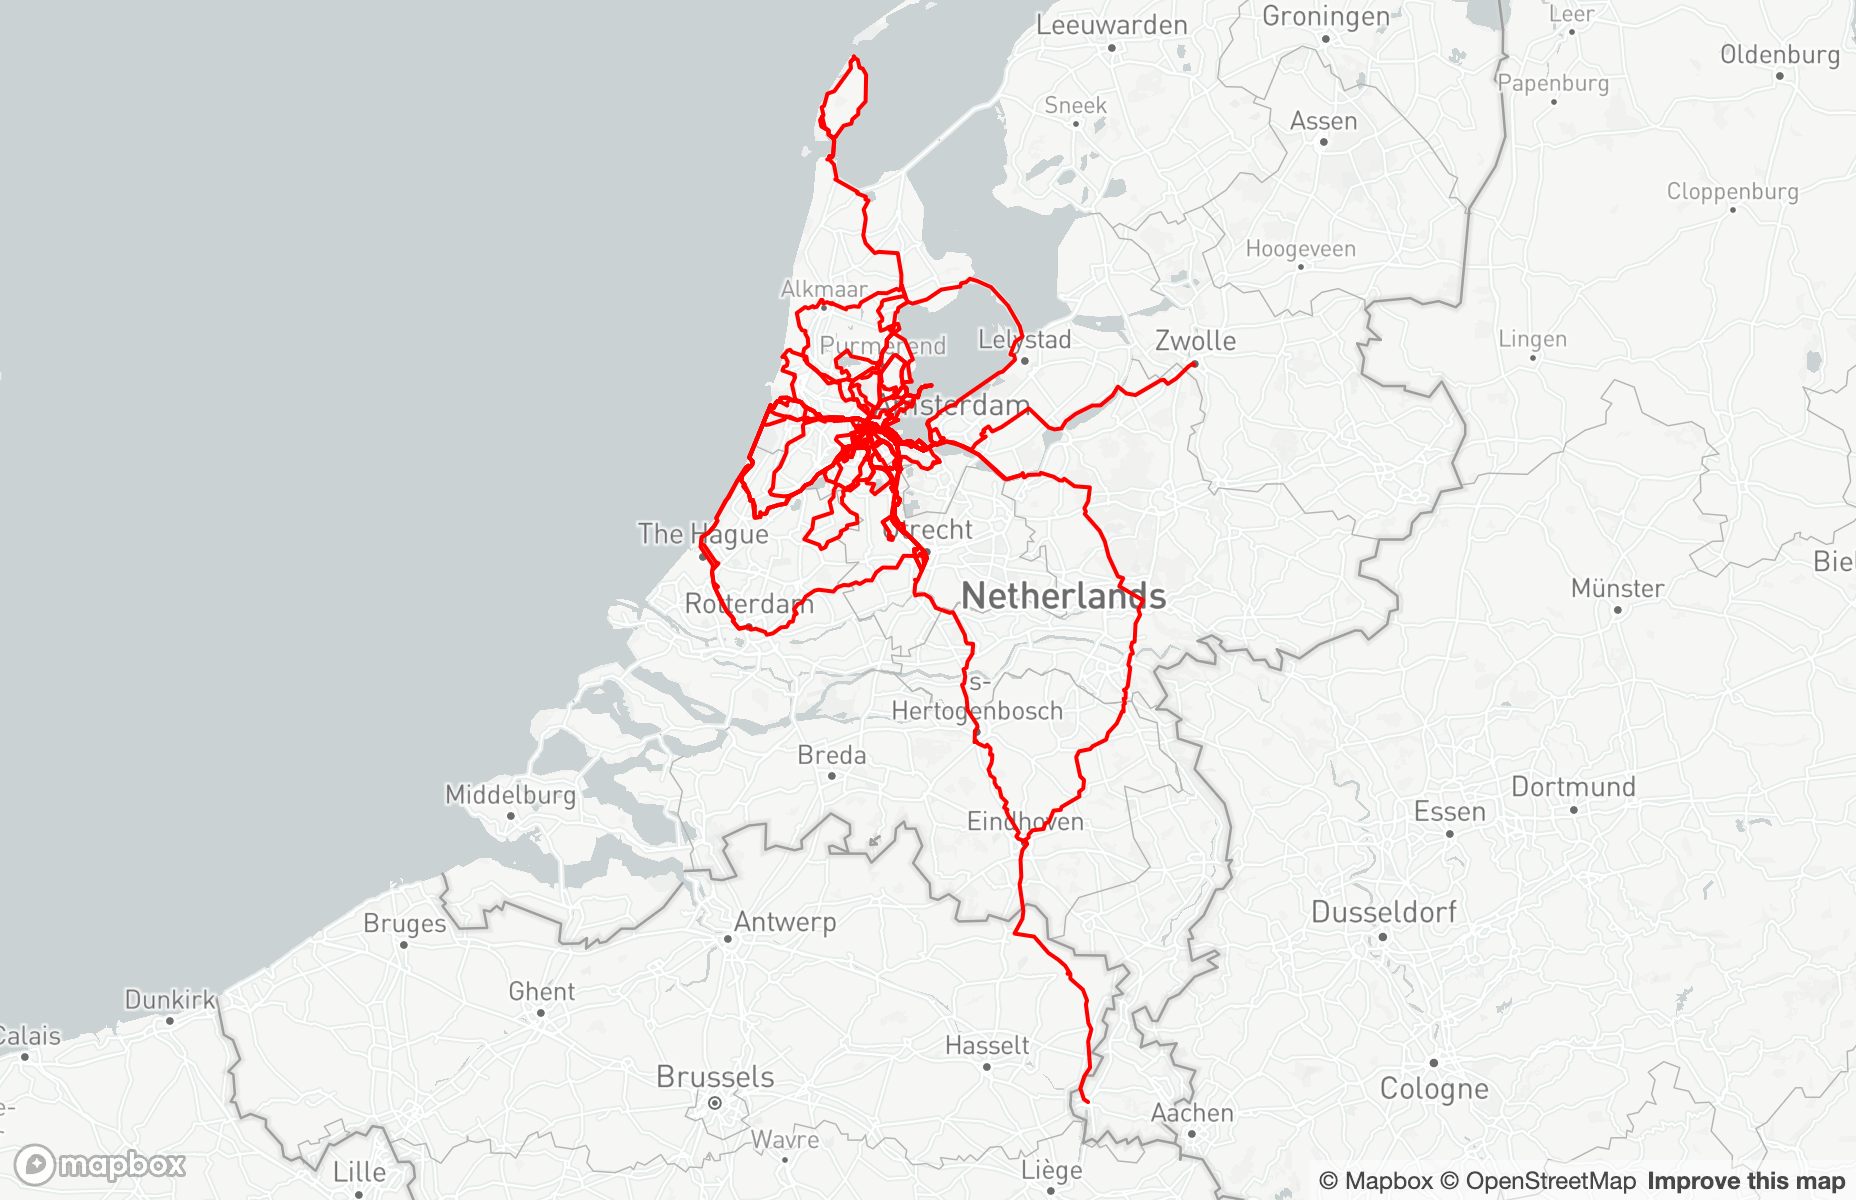 Leeuwarden
Groningen
Leer
Oldenburg
Papenburg
Sneek
Assen
Cloppenburg
Hoogeveen
Alkmaar
Purmerend
Lelystad
Zwolle
Lingen
Amsterdam
The Hague
Utrecht
Netherlands
Münster
Biel
Rotterdam
s-
Hertogenbosch
Breda
Middelburg
Eindhoven
Dortmund
Essen
Bruges
Antwerp
Dusseldorf
Dunkirk
Ghent
Calais
Hasselt
Brussels
Cologne
e-
r-
Aachen
Wavre
Lille
Liège
mapbox
© Mapbox © OpenStreetMap Improve this map